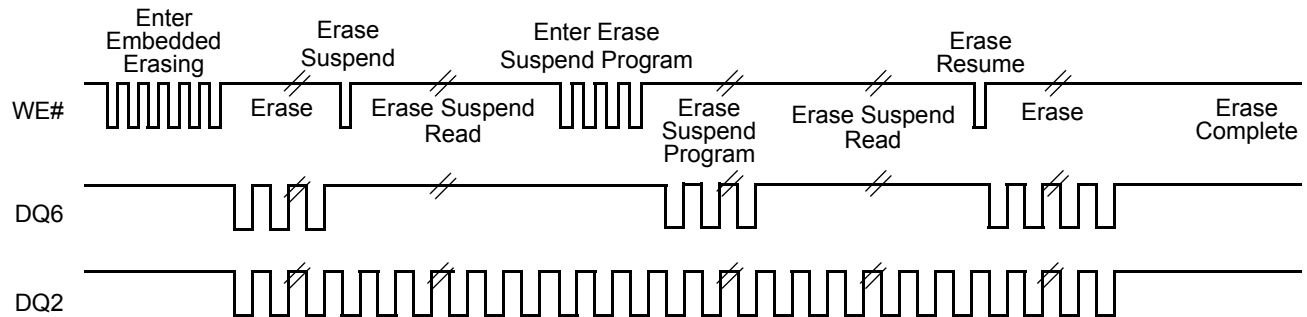 Enter
Embedded
Erasing
Erase
Suspend
Enter Erase
Suspend Program
Erase
Resume
WE#
Erase
Erase Suspend
Read
Erase
Suspend
Program
Erase Suspend
Read
Erase
Erase
Complete
DQ6
DQ2